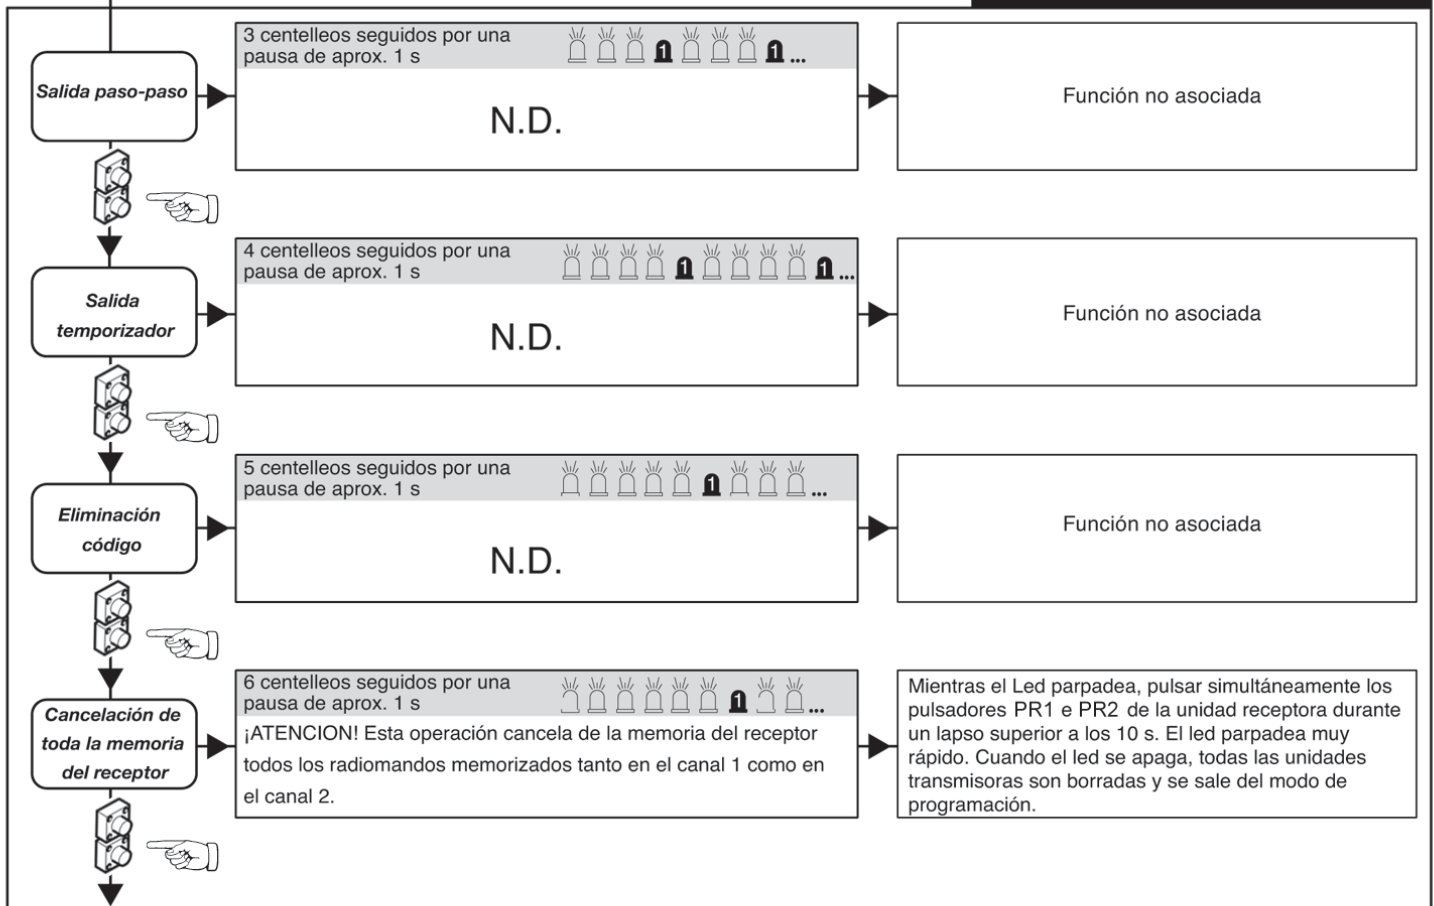 3 centelleos seguidos por una
pausa de aprox. 1 s
1 1 ...
Salida paso-paso
N.D.
Función no asociada
4 centelleos seguidos por una
pausa de aprox. 1 s
1 1 ...
Salida
temporizador
N.D.
Función no asociada
5 centelleos seguidos por una
pausa de aprox. 1 s
1 ...
Eliminación
código
N.D.
Función no asociada
6 centelleos seguidos por una
pausa de aprox. 1 s
1 ...
Cancelación de
toda la memoria
del receptor
¡ATENCION! Esta operación cancela de la memoria del receptor
todos los radiomandos memorizados tanto en el canal 1 como en
el canal 2.
Mientras el Led parpadea, pulsar simultáneamente los
pulsadores PR1 e PR2 de la unidad receptora durante
un lapso superior a los 10 s. El led parpadea muy
rápido. Cuando el led se apaga, todas las unidades
transmisoras son borradas y se sale del modo de
programación.